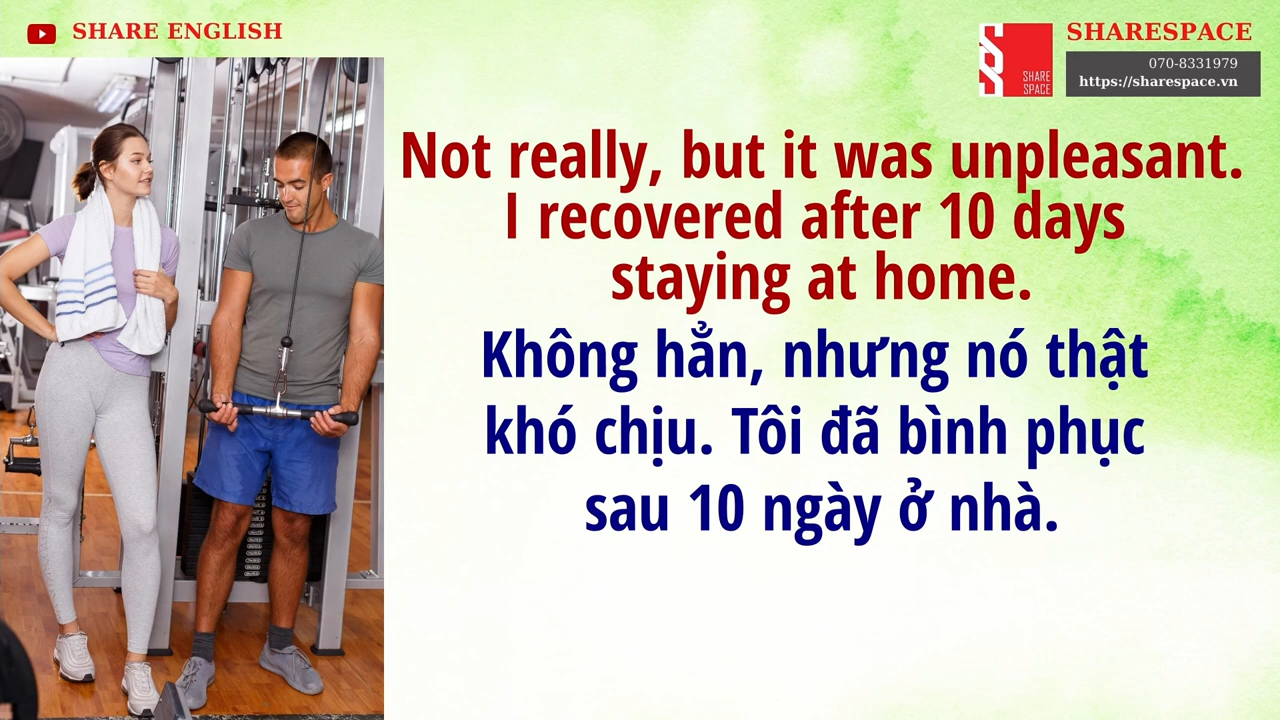 SHARE ENGLISH
SHARESPACE
070-8331979
https://sharespace.vn
SHARE
SPACE
Not really, but it was unpleasant.
I recovered after 10 days
staying at home.
Không hẳn, nhưng nó thật
khó chịu. Tôi đã bình phục
sau 10 ngày ở nhà.